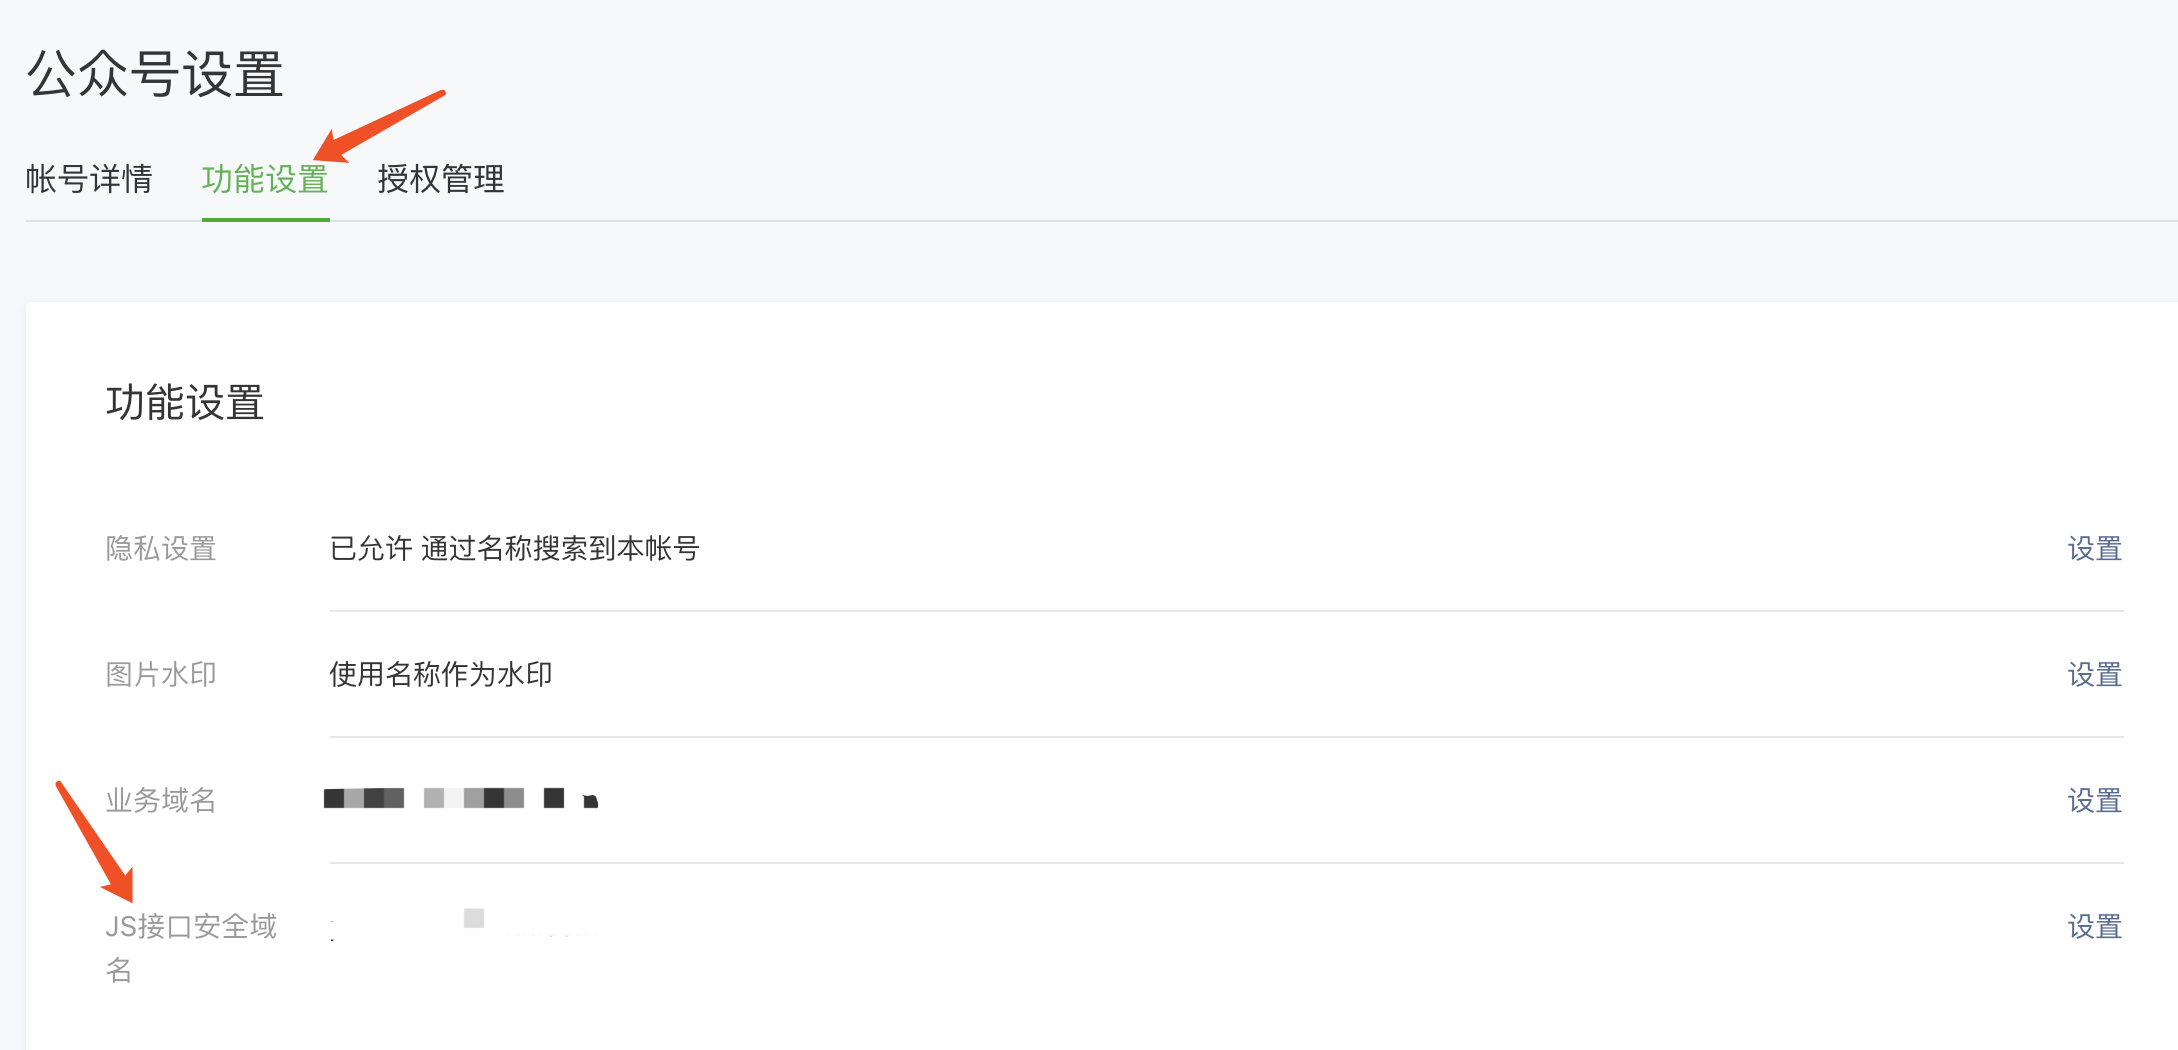 公众号设置
帐号详情 功能设置 授权管理
功能设置
隐私设置 已允许 通过名称搜索到本帐号 设置
图片水印 使用名称作为水印 设置
业务域名 设置
JS接口安全域 设置
名